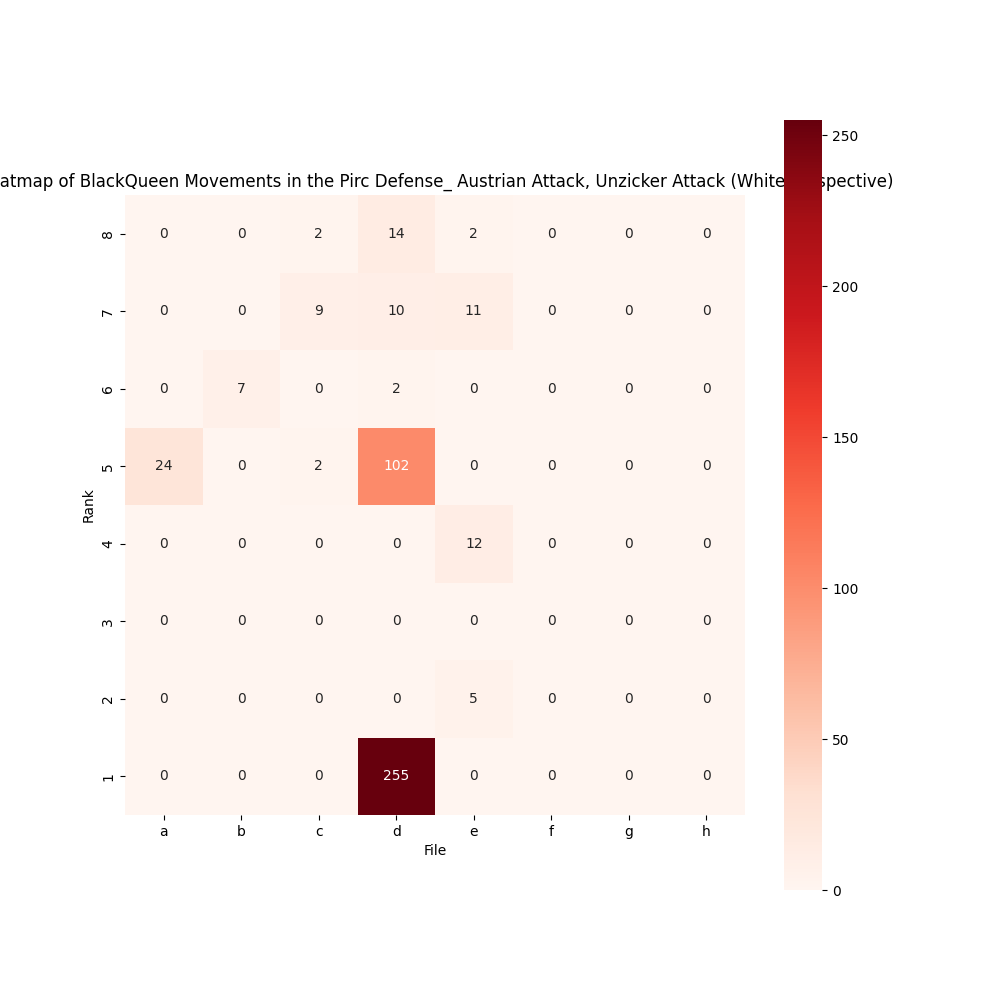 250
atmap of BlackQueen Movements in the Pirc Defense_ Austrian Attack, Unzicker Attack (White spective)
8 0 0 2 14 2 0 0 0
200
7 0 0 9 10 11 0 0 0
6 0 7 0 2 0 0 0 0
150
5 24 0 2 102 0 0 0 0
Rank
4 0 0 0 0 12 0 0 0
100
3 0 0 0 0 0 0 0 0
2 0 0 0 0 5 0 0 0
50
1 0 0 0 255 0 0 0 0
a b c d e f g h
File
0